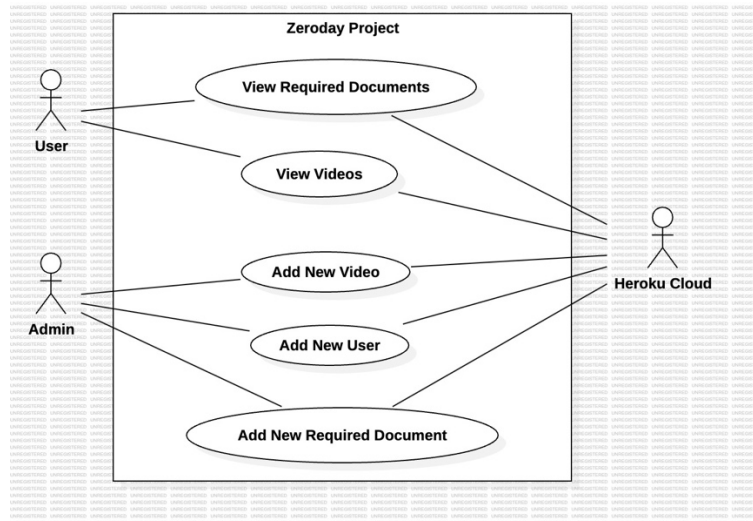 Zeroday Project
View Required Documents
User
View Videos
Heroku Cloud
Add New Video
Admin
Add New User
Add New Required Document
UNREGISTERED